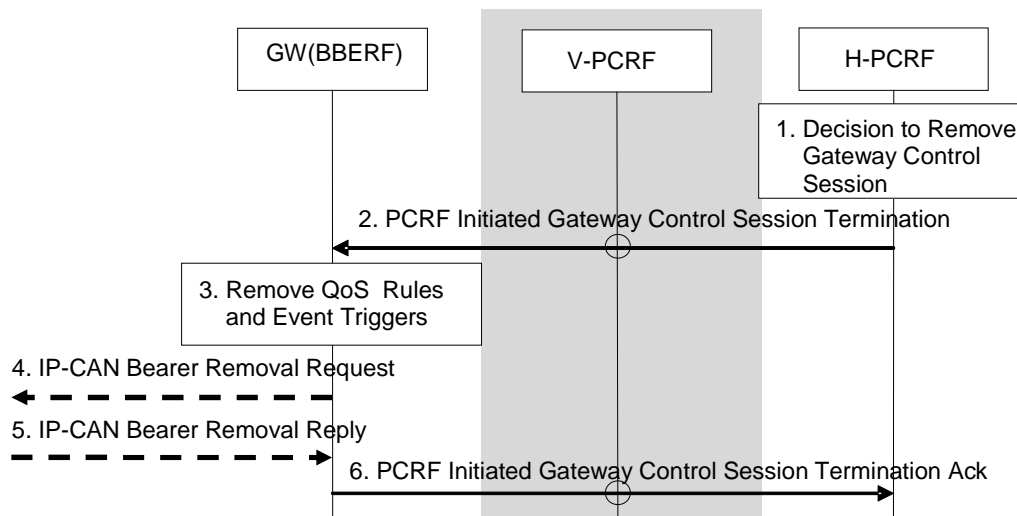 GW(BBERF)
V-PCRF
H-PCRF
1. Decision to Remove
Gateway Control
Session
2. PCRF Initiated Gateway Control Session Termination
3. Remove QoS Rules
and Event Triggers
4. IP-CAN Bearer Removal Request
5. IP-CAN Bearer Removal Reply
6. PCRF Initiated Gateway Control Session Termination Ack